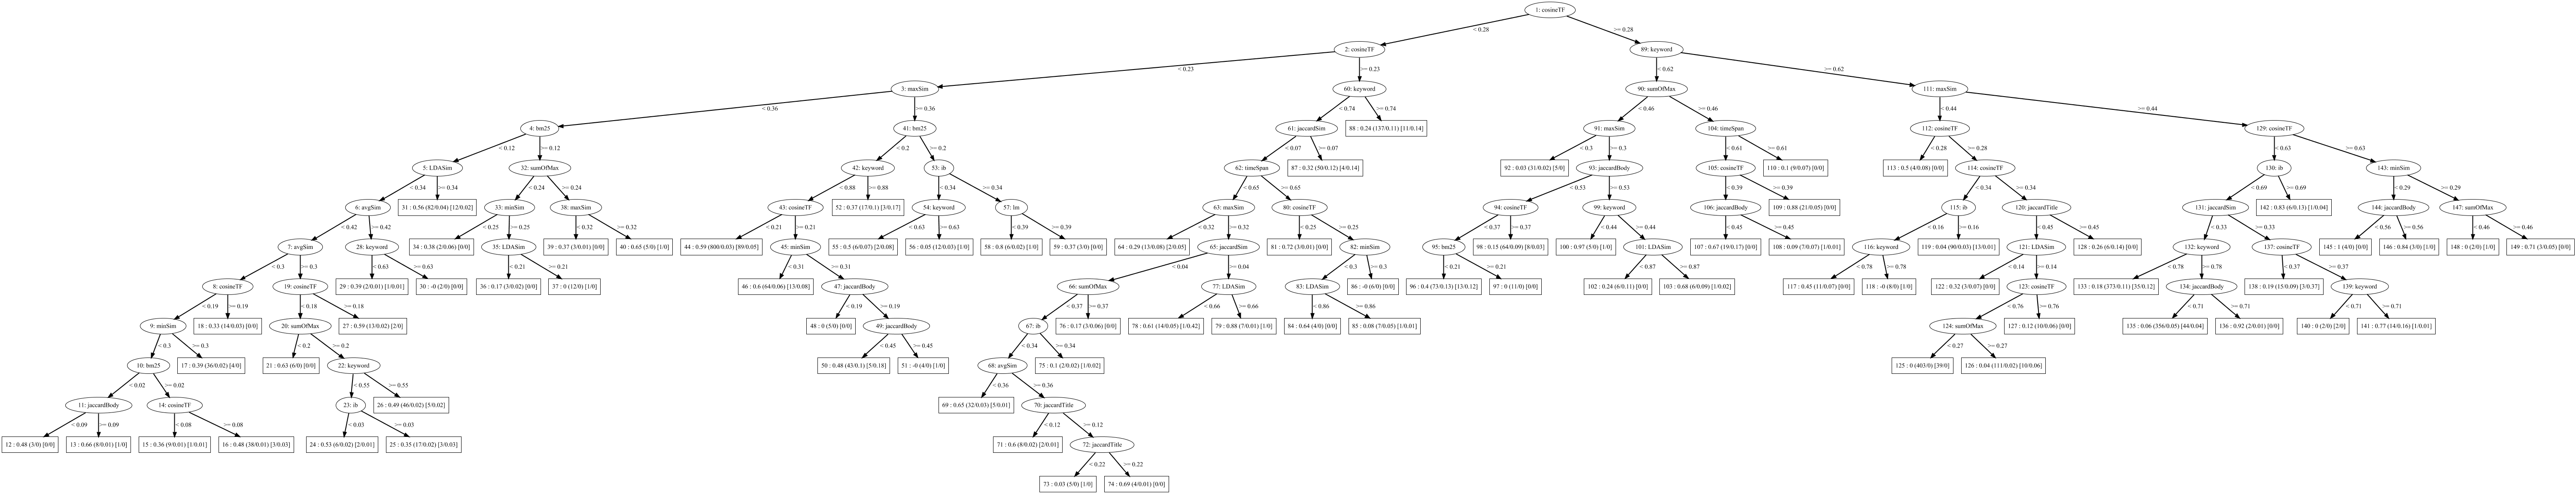 1: cosineTF
< 0.28
>= 0.28
2: cosineTF
89: keyword
< 0.23
>= 0.23
< 0.62
>= 0.62
3: maxSim
60: keyword
90: sumOfMax
111: maxSim
< 0.36
>= 0.36
< 0.74
>= 0.74
< 0.46
>= 0.46
< 0.44
>= 0.44
4: bm25
41: bm25
61: jaccardSim
88 : 0.24 (137/0.11) [11/0.14]
91: maxSim
104: timeSpan
112: cosineTF
129: cosineTF
< 0.12
>= 0.12
< 0.2
>= 0.2
< 0.07
>= 0.07
< 0.3
>= 0.3
< 0.61
>= 0.61
< 0.28
>= 0.28
< 0.63
>= 0.63
5: LDASim
32: sumOfMax
42: keyword
53: ib
62: timeSpan
87 : 0.32 (50/0.12) [4/0.14]
92 : 0.03 (31/0.02) [5/0]
93: jaccardBody
105: cosineTF
110 : 0.1 (9/0.07) [0/0]
113 : 0.5 (4/0.08) [0/0]
114: cosineTF
130: ib
143: minSim
< 0.34
>= 0.34
< 0.24
>= 0.24
< 0.88
>= 0.88
< 0.34
>= 0.34
< 0.65
>= 0.65
< 0.53
>= 0.53
< 0.39
>= 0.39
< 0.34
>= 0.34
< 0.69
>= 0.69
< 0.29
>= 0.29
6: avgSim
31 : 0.56 (82/0.04) [12/0.02]
33: minSim
38: maxSim
43: cosineTF
52 : 0.37 (17/0.1) [3/0.17]
54: keyword
57: lm
63: maxSim
80: cosineTF
94: cosineTF
99: keyword
106: jaccardBody
109 : 0.88 (21/0.05) [0/0]
115: ib
120: jaccardTitle
131: jaccardSim
142 : 0.83 (6/0.13) [1/0.04]
144: jaccardBody
147: sumOfMax
< 0.42
>= 0.42
< 0.25
>= 0.25
< 0.32
>= 0.32
< 0.21
>= 0.21
< 0.63
>= 0.63
< 0.39
>= 0.39
< 0.32
>= 0.32
< 0.25
>= 0.25
< 0.37
>= 0.37
< 0.44
>= 0.44
< 0.45
>= 0.45
< 0.16
>= 0.16
< 0.45
>= 0.45
< 0.33
>= 0.33
< 0.56
>= 0.56
< 0.46
>= 0.46
7: avgSim
28: keyword
34 : 0.38 (2/0.06) [0/0]
35: LDASim
39 : 0.37 (3/0.01) [0/0]
40 : 0.65 (5/0) [1/0]
44 : 0.59 (800/0.03) [89/0.05]
45: minSim
55 : 0.5 (6/0.07) [2/0.08]
56 : 0.05 (12/0.03) [1/0]
58 : 0.8 (6/0.02) [1/0]
59 : 0.37 (3/0) [0/0]
64 : 0.29 (13/0.08) [2/0.05]
65: jaccardSim
81 : 0.72 (3/0.01) [0/0]
82: minSim
95: bm25
98 : 0.15 (64/0.09) [8/0.03]
100 : 0.97 (5/0) [1/0]
101: LDASim
107 : 0.67 (19/0.17) [0/0]
108 : 0.09 (7/0.07) [1/0.01]
116: keyword
119 : 0.04 (90/0.03) [13/0.01]
121: LDASim
128 : 0.26 (6/0.14) [0/0]
132: keyword
137: cosineTF
145 : 1 (4/0) [0/0]
146 : 0.84 (3/0) [1/0]
148 : 0 (2/0) [1/0]
149 : 0.71 (3/0.05) [0/0]
< 0.3
>= 0.3
< 0.63
>= 0.63
< 0.21
>= 0.21
< 0.31
>= 0.31
< 0.04
>= 0.04
< 0.3
>= 0.3
< 0.21
>= 0.21
< 0.87
>= 0.87
< 0.78
>= 0.78
< 0.14
>= 0.14
< 0.78
>= 0.78
< 0.37
>= 0.37
8: cosineTF
19: cosineTF
29 : 0.39 (2/0.01) [1/0.01]
30 : -0 (2/0) [0/0]
36 : 0.17 (3/0.02) [0/0]
37 : 0 (12/0) [1/0]
46 : 0.6 (64/0.06) [13/0.08]
47: jaccardBody
66: sumOfMax
77: LDASim
83: LDASim
86 : -0 (6/0) [0/0]
96 : 0.4 (73/0.13) [13/0.12]
97 : 0 (11/0) [0/0]
102 : 0.24 (6/0.11) [0/0]
103 : 0.68 (6/0.09) [1/0.02]
117 : 0.45 (11/0.07) [0/0]
118 : -0 (8/0) [1/0]
122 : 0.32 (3/0.07) [0/0]
123: cosineTF
133 : 0.18 (373/0.11) [35/0.12]
134: jaccardBody
138 : 0.19 (15/0.09) [3/0.37]
139: keyword
< 0.19
>= 0.19
< 0.18
>= 0.18
< 0.19
>= 0.19
< 0.37
>= 0.37
< 0.66
>= 0.66
< 0.86
>= 0.86
< 0.76
>= 0.76
< 0.71
>= 0.71
< 0.71
>= 0.71
9: minSim
18 : 0.33 (14/0.03) [0/0]
20: sumOfMax
27 : 0.59 (13/0.02) [2/0]
48 : 0 (5/0) [0/0]
49: jaccardBody
67: ib
76 : 0.17 (3/0.06) [0/0]
78 : 0.61 (14/0.05) [1/0.42]
79 : 0.88 (7/0.01) [1/0]
84 : 0.64 (4/0) [0/0]
85 : 0.08 (7/0.05) [1/0.01]
124: sumOfMax
127 : 0.12 (10/0.06) [0/0]
135 : 0.06 (356/0.05) [44/0.04]
136 : 0.92 (2/0.01) [0/0]
140 : 0 (2/0) [2/0]
141 : 0.77 (14/0.16) [1/0.01]
< 0.3
>= 0.3
< 0.2
>= 0.2
< 0.45
>= 0.45
< 0.34
>= 0.34
< 0.27
>= 0.27
10: bm25
17 : 0.39 (36/0.02) [4/0]
21 : 0.63 (6/0) [0/0]
22: keyword
50 : 0.48 (43/0.1) [5/0.18]
51 : -0 (4/0) [1/0]
68: avgSim
75 : 0.1 (2/0.02) [1/0.02]
125 : 0 (403/0) [39/0]
126 : 0.04 (111/0.02) [10/0.06]
< 0.02
>= 0.02
< 0.55
>= 0.55
< 0.36
>= 0.36
11: jaccardBody
14: cosineTF
23: ib
26 : 0.49 (46/0.02) [5/0.02]
69 : 0.65 (32/0.03) [5/0.01]
70: jaccardTitle
< 0.09
>= 0.09
< 0.08
>= 0.08
< 0.03
>= 0.03
< 0.12
>= 0.12
12 : 0.48 (3/0) [0/0]
13 : 0.66 (8/0.01) [1/0]
15 : 0.36 (9/0.01) [1/0.01]
16 : 0.48 (38/0.01) [3/0.03]
24 : 0.53 (6/0.02) [2/0.01]
25 : 0.35 (17/0.02) [3/0.03]
71 : 0.6 (8/0.02) [2/0.01]
72: jaccardTitle
< 0.22
>= 0.22
73 : 0.03 (5/0) [1/0]
74 : 0.69 (4/0.01) [0/0]